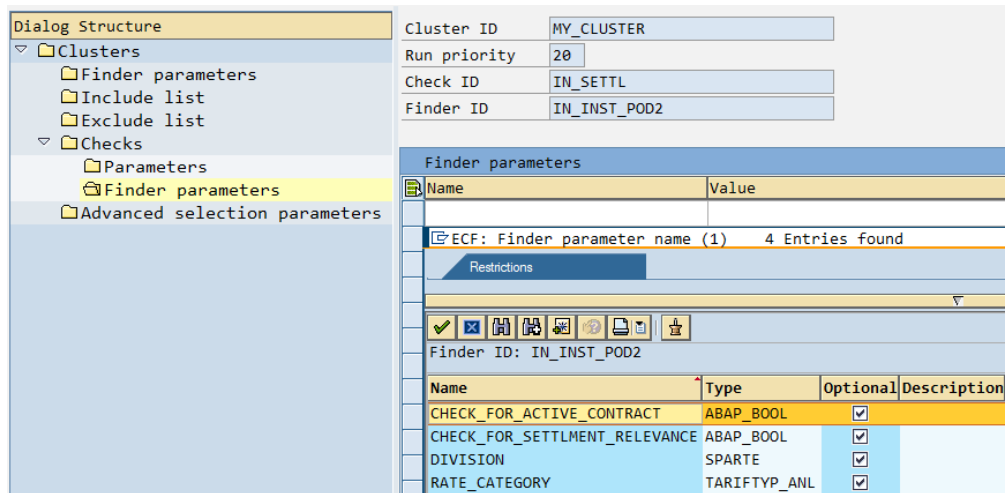 Dialog Structure
Clusters
Finder parameters
Include list
Exclude list
Checks
Parameters
Finder parameters
Advanced selection parameters
Cluster ID MY_CLUSTER
Run priority 20
Check ID IN_SETTL
Finder ID IN_INST_POD2
Finder parameters
Name Value
ECF: Finder parameter name (1) 4 Entries found
Restrictions
Finder ID: IN_INST_POD2
Name Type Optional Description
CHECK_FOR_ACTIVE_CONTRACT ABAP_BOOL
CHECK_FOR_SETTLMENT_RELEVANCE ABAP_BOOL
DIVISION SPARTE
RATE_CATEGORY TARIFTYP_ANL